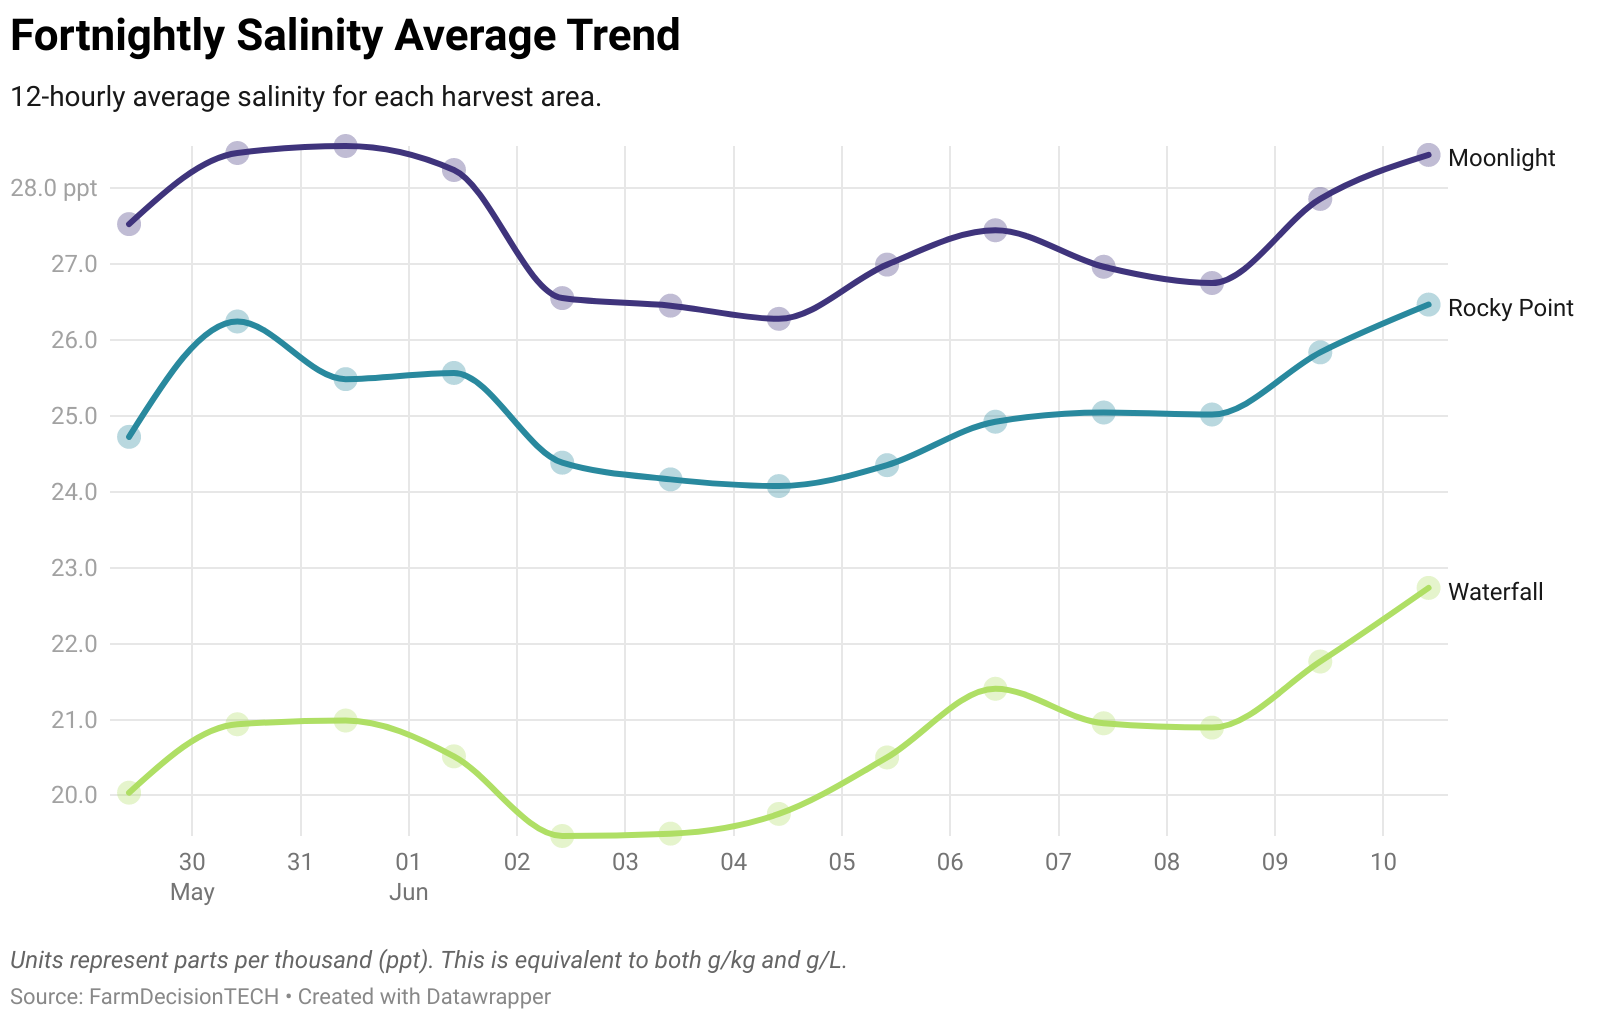 Fortnightly Salinity Average Trend
12-hourly average salinity for each harvest area.
Moonlight
28.0 ppt
27.0
Rocky Point
26.0
25.0
24.0
23.0
Waterfall
22.0
21.0
20.0
30 31 01 02 03 04 05 06 07 08 09 10
May Jun
Units represent parts per thousand (ppt). This is equivalent to both g/kg and g/L.
Source: FarmDecisionTECH • Created with Datawrapper